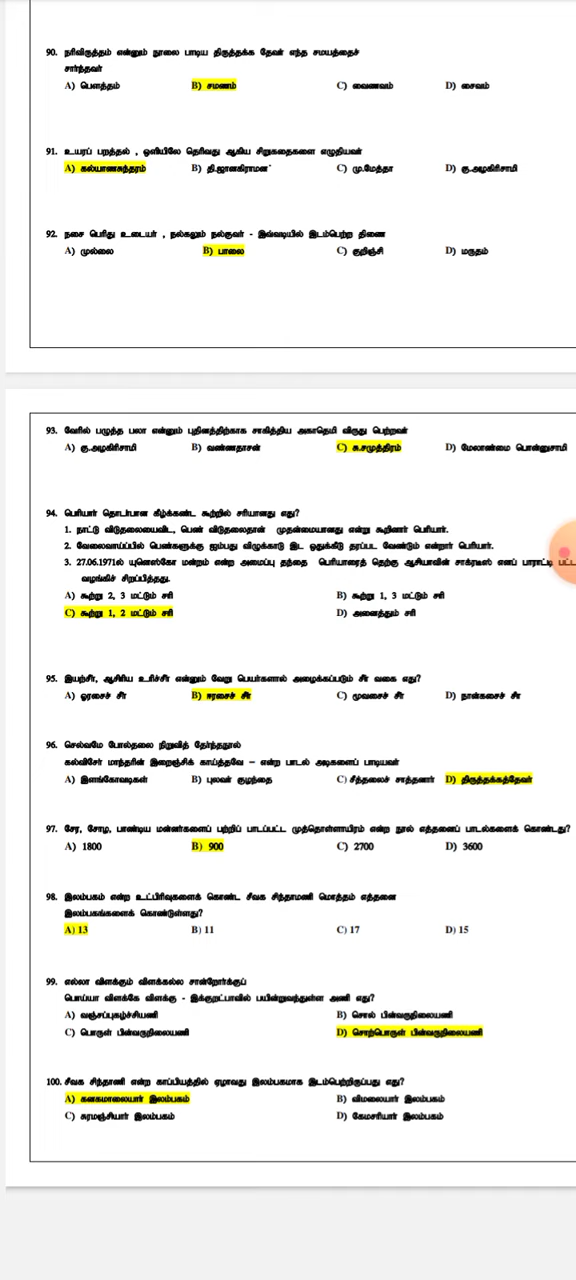 90. நரிவிருத்தம் என்னும் நூலை பாடிய திருத்தக்க தேவர் எந்த சமயத்தைச்
சார்ந்தவர்
A) பௌத்தம் B) சமணம் C) வைணவம் D) சைவம்
91. உயரப் பறத்தல் , ஒளியிலே தெரிவது ஆகிய சிறுகதைகளை எழுதியவர்
A) கல்யாணசுந்தரம் B) தி.ஜானகிராமன் C) மு.மேத்தா D) கு.அழகிரிசாமி
92. நசை பெரிது உடையர் , நல்கலும் நல்குவர் - இவ்வடியில் இடம்பெற்ற திணை
A) முல்லை B) பாலை C) குறிஞ்சி D) மருதம்
93. வேரில் பழுத்த பலா என்னும் புதினத்திற்காக சாகித்திய அகாதெமி விருது பெற்றவர்
A) கு.அழகிரிசாமி B) வண்ணதாசன் C) சு.சமுத்திரம் D) மேலாண்மை பொன்னுசாமி
94. பெரியார் தொடர்பான கீழ்க்கண்ட கூற்றில் சரியானது எது?
1. நாட்டு விடுதலையைவிட, பெண் விடுதலைதான் முதன்மையானது என்று கூறினார் பெரியார்.
2. வேலைவாய்ப்பில் பெண்களுக்கு ஐம்பது விழுக்காடு இட ஒதுக்கீடு தரப்பட வேண்டும் என்றார் பெரியார்.
3. 27.06.1971ல் யுனெஸ்கோ மன்றம் என்ற அமைப்பு தந்தை பெரியாரைத் தெற்கு ஆசியாவின் சாக்ரடீஸ் எனப் பாராட்டி பட்ட
வழங்கிச் சிறப்பித்தது.
A) கூற்று 2, 3 மட்டும் சரி B) கூற்று 1, 3 மட்டும் சரி
C) கூற்று 1, 2 மட்டும் சரி D) அனைத்தும் சரி
95. இயற்சீர், ஆசிரிய உரிச்சீர் என்னும் வேறு பெயர்களால் அழைக்கப்படும் சீர் வகை எது?
A) ஓரசைச் சீர் B) ஈரசைச் சீர் C) மூவசைச் சீர் D) நான்கசைச் சீர்
96. செல்வமே போல்தலை நிறுவித் தேர்ந்தநூல்
கல்விசேர் மாந்தரின் இறைஞ்சிக் காய்த்தவே – என்ற பாடல் அடிகளைப் பாடியவர்
A) இளங்கோவடிகள் B) புலவர் குழந்தை C) சீத்தலைச் சாத்தனார் D) திருத்தக்கத்தேவர்
97. சேர, சோழ, பாண்டிய மன்னர்களைப் பற்றிப் பாடப்பட்ட முத்தொள்ளாயிரம் என்ற நூல் எத்தனைப் பாடல்களைக் கொண்டது?
A) 1800 B) 900 C) 2700 D) 3600
98. இலம்பகம் என்ற உட்பிரிவுகளைக் கொண்ட சீவக சிந்தாமணி மொத்தம் எத்தனை
இலம்பகங்களைக் கொண்டுள்ளது?
A) 13 B) 11 C) 17 D) 15
99. எல்லா விளக்கும் விளக்கல்ல சான்றோர்க்குப்
பொய்யா விளக்கே விளக்கு - இக்குறட்பாவில் பயின்றுவந்துள்ள அணி எது?
A) வஞ்சப்புகழ்ச்சியணி B) சொல் பின்வருநிலையணி
C) பொருள் பின்வருநிலையணி D) சொற்பொருள் பின்வருநிலையணி
100. சீவக சிந்தாணி என்ற காப்பியத்தில் ஏழாவது இலம்பகமாக இடம்பெற்றிருப்பது எது?
A) கனகமாலையார் இலம்பகம் B) விமலையார் இலம்பகம்
C) சுரமஞ்சியார் இலம்பகம் D) கேமசரியார் இலம்பகம்